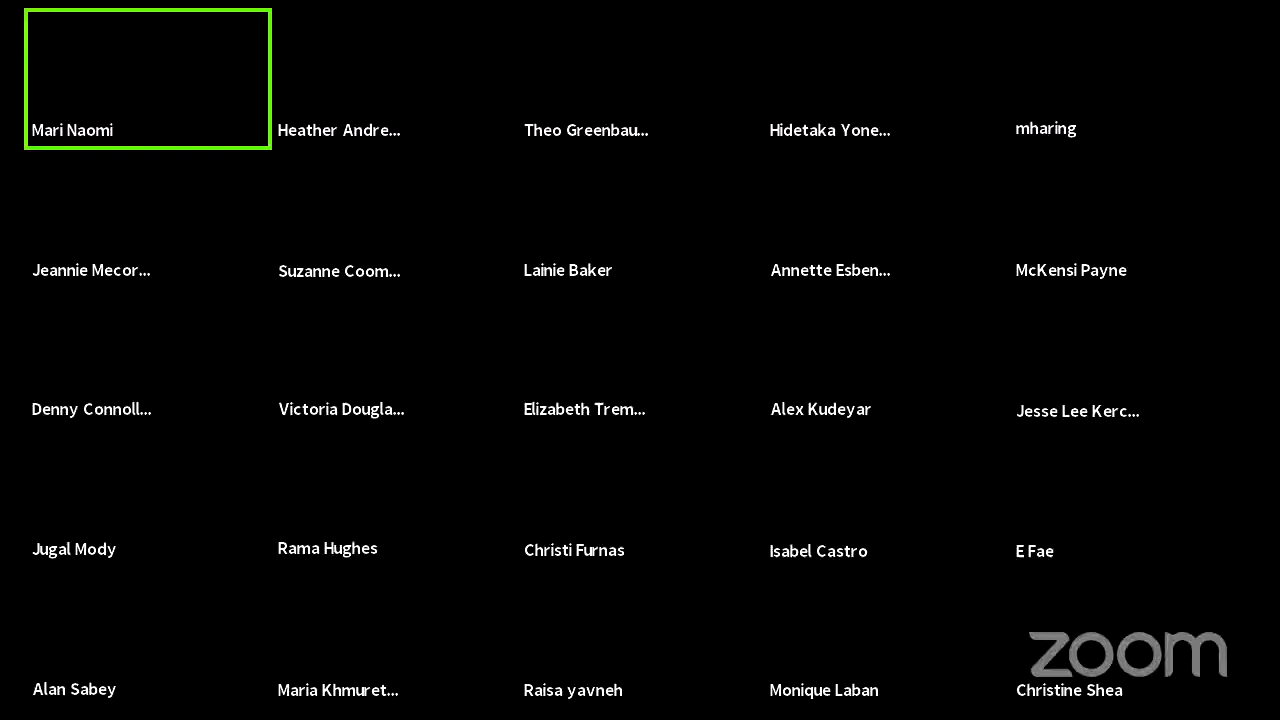 Mari Naomi
Heather Andre...
Theo Greenbau...
Hidetaka Yone...
mharing
Jeannie Mecor...
Suzanne Coom...
Lainie Baker
Annette Esben...
McKensi Payne
Denny Connoll...
Victoria Dougla...
Elizabeth Trem...
Alex Kudeyar
Jesse Lee Kerc...
Jugal Mody
Rama Hughes
Christi Furnas
Isabel Castro
E Fae
zoom
Alan Sabey
Maria Khmuret...
Raisa yavneh
Monique Laban
Christine Shea